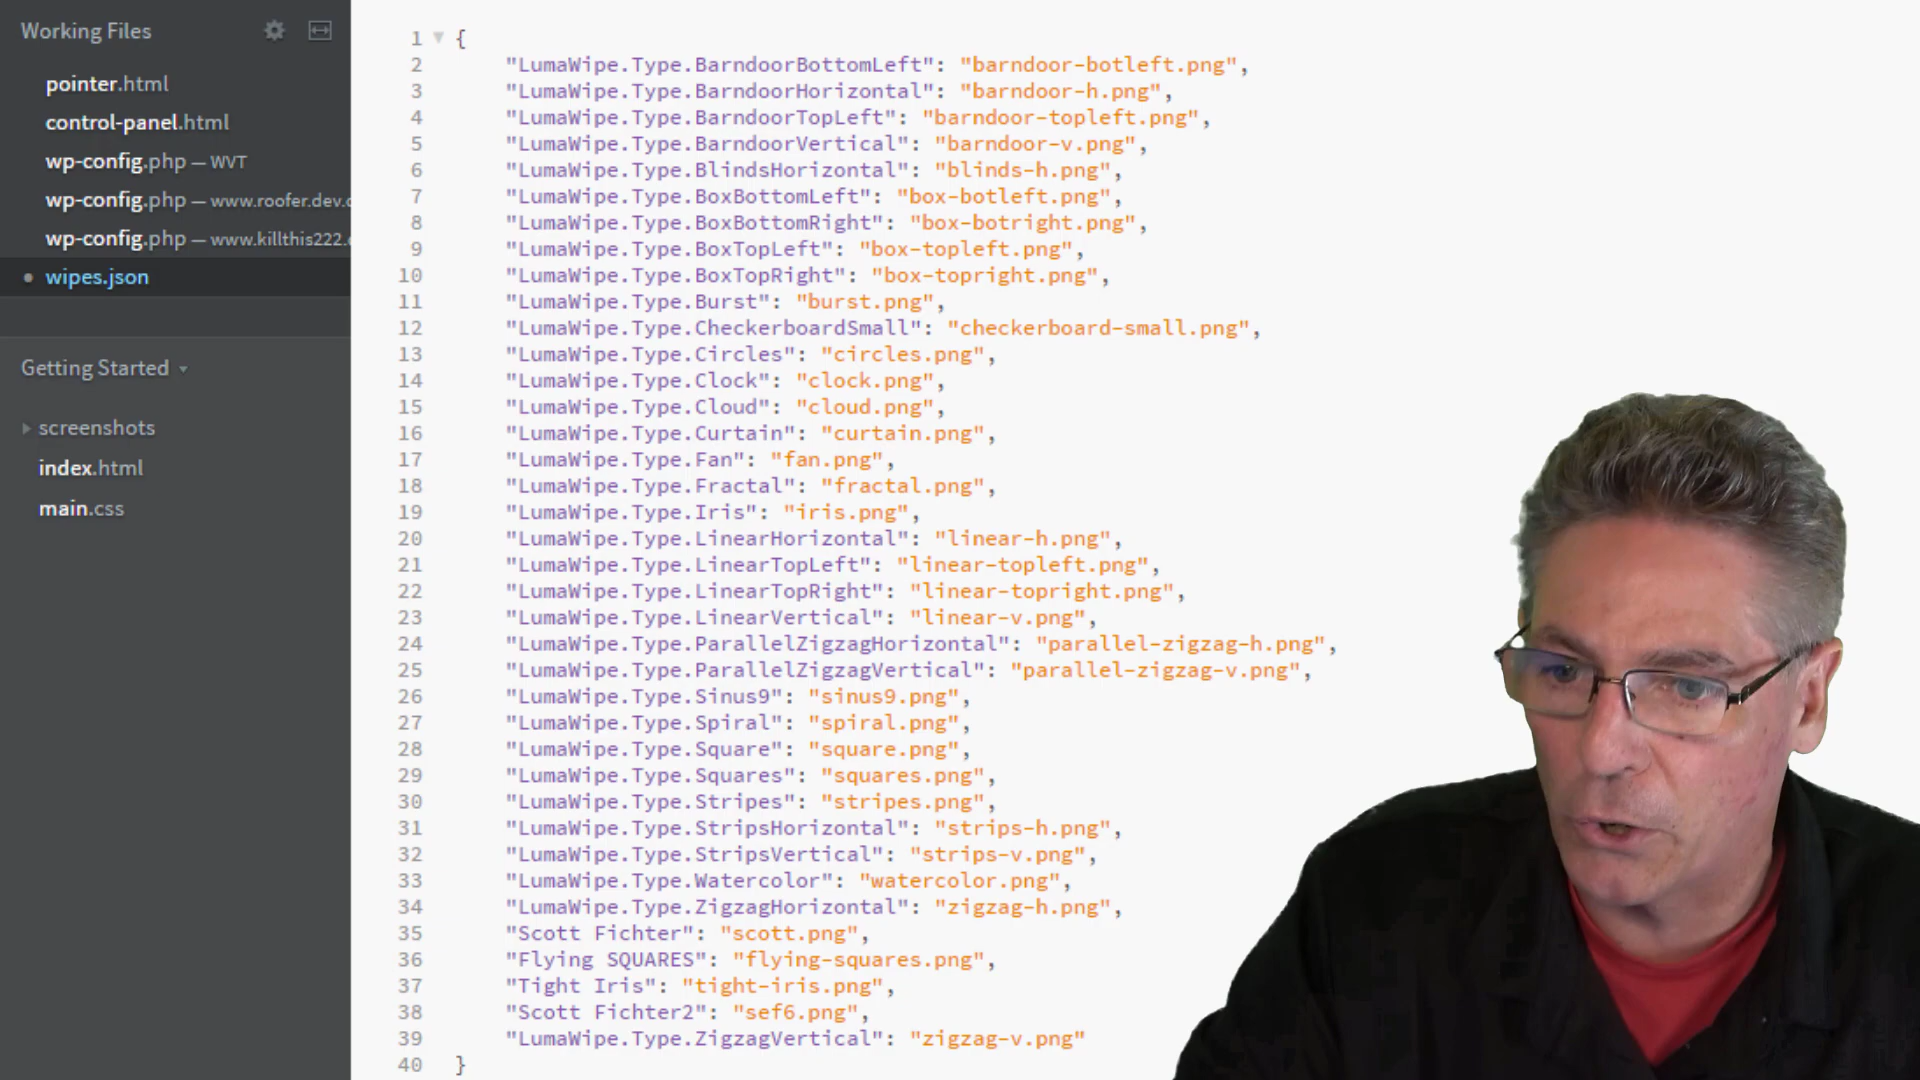 Working Files
pointer.html
control-panel.html
wp-config.php — WVT
wp-config.php — www.roofer.dev.
wp-config.php — www.killthis222.
wipes.json
Getting Started
screenshots
index.html
main.css
1 {
2 "LumaWipe.Type.BarndoorBottomLeft": "barndoor-botleft.png",
3 "LumaWipe.Type.BarndoorHorizontal": "barndoor-h.png",
4 "LumaWipe.Type.BarndoorTopLeft": "barndoor-topleft.png",
5 "LumaWipe.Type.BarndoorVertical": "barndoor-v.png",
6 "LumaWipe.Type.BlindsHorizontal": "blinds-h.png",
7 "LumaWipe.Type.BoxBottomLeft": "box-botleft.png",
8 "LumaWipe.Type.BoxBottomRight": "box-botright.png",
9 "LumaWipe.Type.BoxTopLeft": "box-topleft.png",
10 "LumaWipe.Type.BoxTopRight": "box-topright.png",
11 "LumaWipe.Type.Burst": "burst.png",
12 "LumaWipe.Type.CheckerboardSmall": "checkerboard-small.png",
13 "LumaWipe.Type.Circles": "circles.png",
14 "LumaWipe.Type.Clock": "clock.png",
15 "LumaWipe.Type.Cloud": "cloud.png",
16 "LumaWipe.Type.Curtain": "curtain.png",
17 "LumaWipe.Type.Fan": "fan.png",
18 "LumaWipe.Type.Fractal": "fractal.png",
19 "LumaWipe.Type.Iris": "iris.png",
20 "LumaWipe.Type.LinearHorizontal": "linear-h.png",
21 "LumaWipe.Type.LinearTopLeft": "linear-topleft.png",
22 "LumaWipe.Type.LinearTopRight": "linear-topright.png",
23 "LumaWipe.Type.LinearVertical": "linear-v.png",
24 "LumaWipe.Type.ParallelZigzagHorizontal": "parallel-zigzag-h.png",
25 "LumaWipe.Type.ParallelZigzagVertical": "parallel-zigzag-v.png",
26 "LumaWipe.Type.Sinus9": "sinus9.png",
27 "LumaWipe.Type.Spiral": "spiral.png",
28 "LumaWipe.Type.Square": "square.png",
29 "LumaWipe.Type.Squares": "squares.png",
30 "LumaWipe.Type.Stripes": "stripes.png",
31 "LumaWipe.Type.StripsHorizontal": "strips-h.png",
32 "LumaWipe.Type.StripsVertical": "strips-v.png",
33 "LumaWipe.Type.Watercolor": "watercolor.png",
34 "LumaWipe.Type.ZigzagHorizontal": "zigzag-h.png",
35 "Scott Fichter": "scott.png",
36 "Flying SQUARES": "flying-squares.png",
37 "Tight Iris": "tight-iris.png",
38 "Scott Fichter2": "sef6.png",
39 "LumaWipe.Type.ZigzagVertical": "zigzag-v.png"
40 }